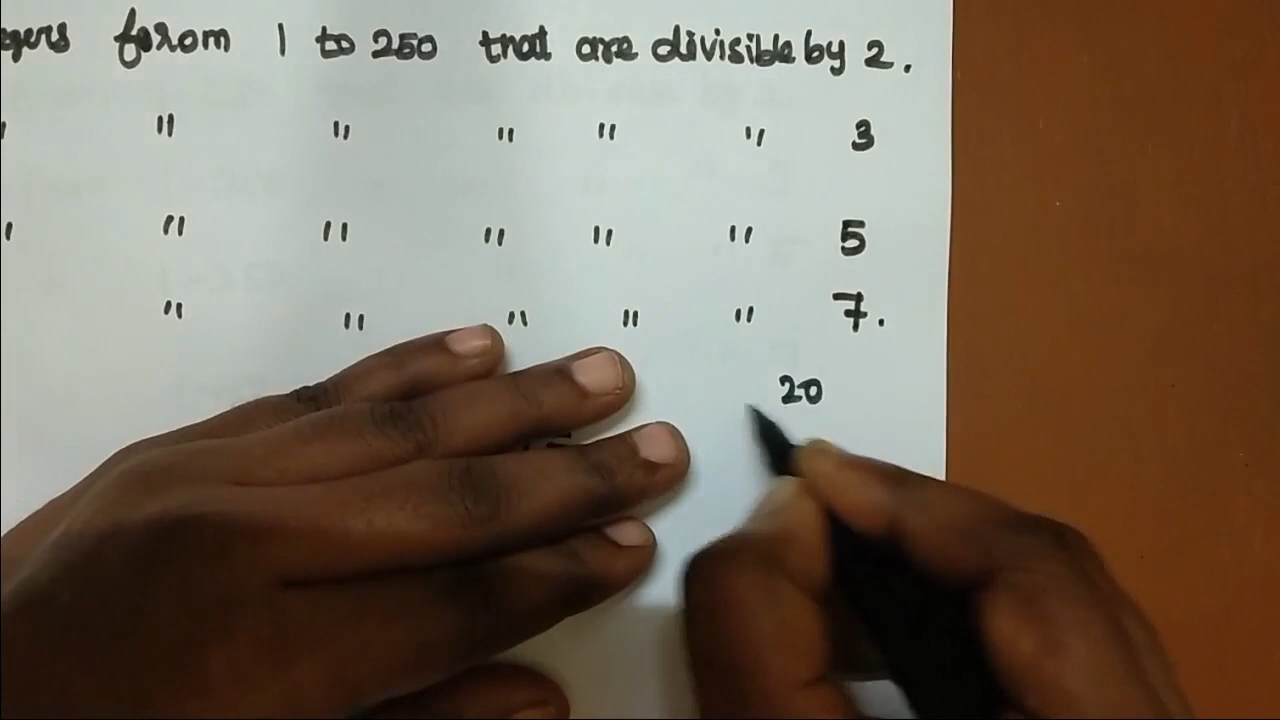 egers from 1 to 250 that are divisible by 2.
" " " " " " 3
" " " " " " 5
" " " " " 7.
20